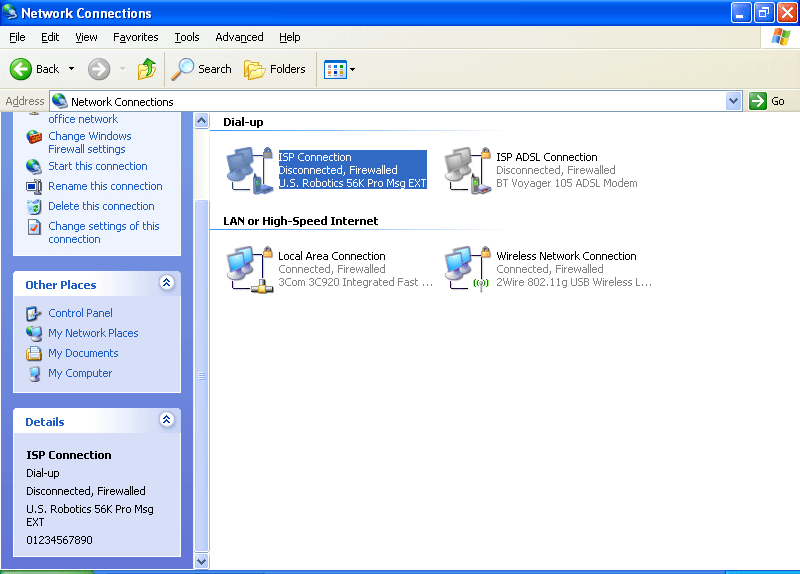 Network Connections
File Edit View Favorites Tools Advanced Help
Back Search Folders
Address Network Connections Go
office network
Change Windows
Firewall settings
Start this connection
Rename this connection
Delete this connection
Change settings of this
connection
Other Places
Control Panel
My Network Places
My Documents
My Computer
Details
ISP Connection
Dial-up
Disconnected, Firewalled
U.S. Robotics 56K Pro Msg
EXT
01234567890
Dial-up
ISP Connection
Disconnected, Firewalled
U.S. Robotics 56K Pro Msg EXT
ISP ADSL Connection
Disconnected, Firewalled
BT Voyager 105 ADSL Modem
LAN or High-Speed Internet
Local Area Connection
Connected, Firewalled
3Com 3C920 Integrated Fast ...
Wireless Network Connection
Connected, Firewalled
2Wire 802.11g USB Wireless L...